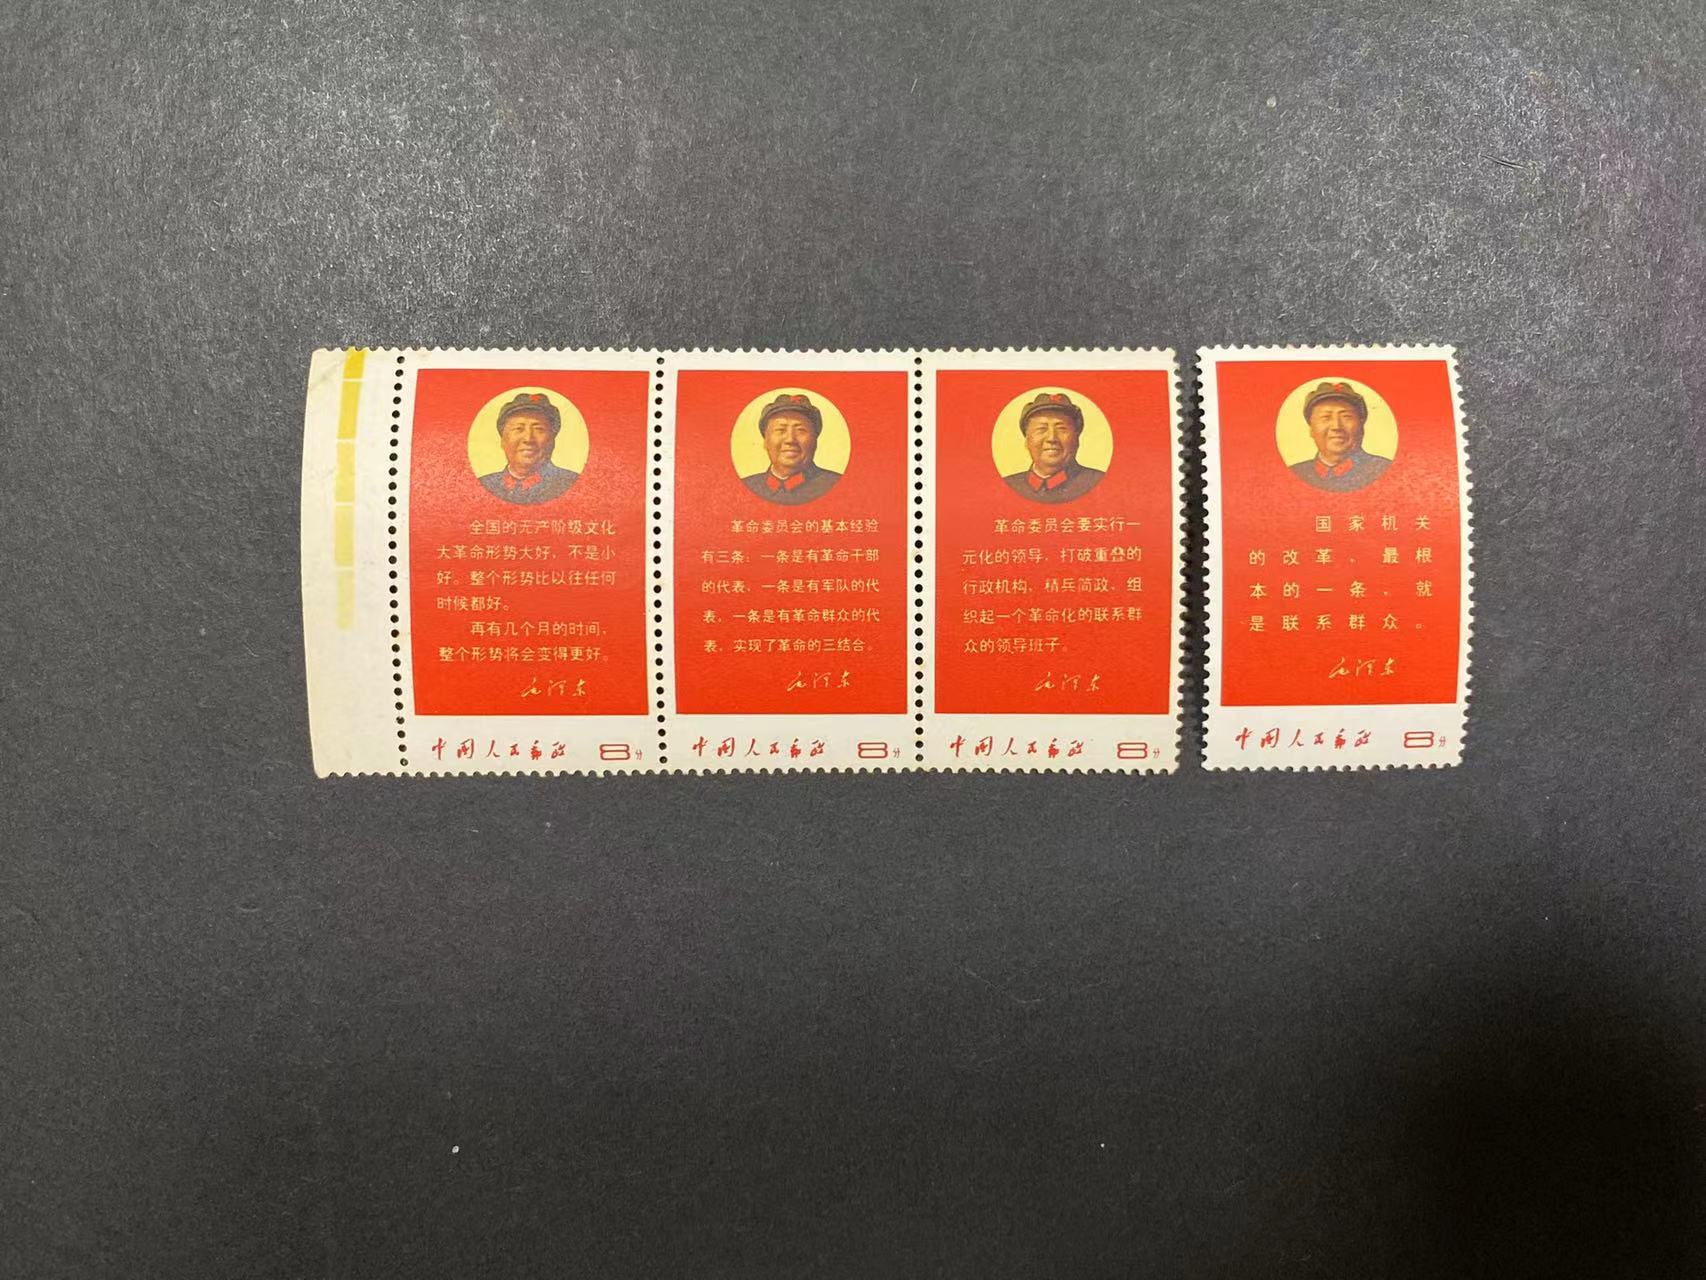 全国的无产阶级文化
大革命形势大好，不是小
好。整个形势比以往任何
时候都好。
再有几个月的时间，
整个形势将会变得更好。
毛泽东
中国人民邮政 8分
革命委员会的基本经验
有三条：一条是有革命干部
的代表，一条是有军队的代
表，一条是有革命群众的代
表，实现了革命的三结合。
毛泽东
中国人民邮政 8分
革命委员会要实行一
元化的领导，打破重叠的
行政机构，精兵简政，组
织起一个革命化的联系群
众的领导班子。
毛泽东
中国人民邮政 8分
国家机关
的改革，最根
本的一条，就
是联系群众。
毛泽东
中国人民邮政 8分